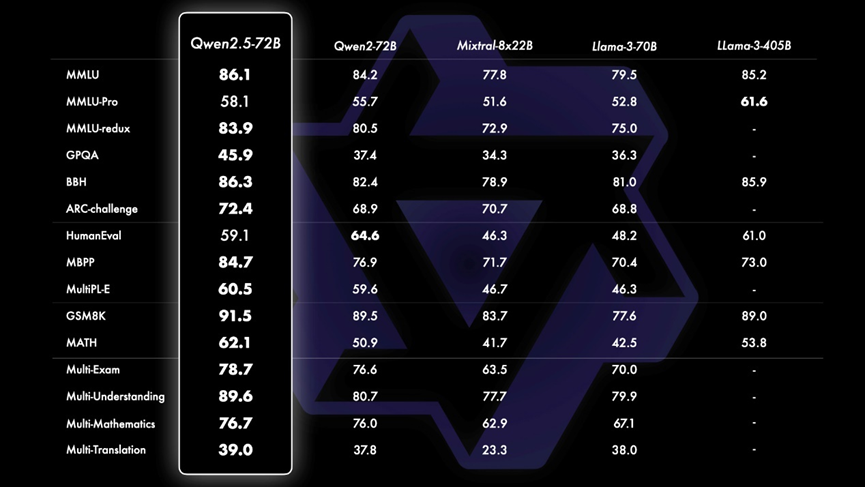 Qwen2.5-72B Qwen2-72B Mixtral-8x22B Llama-3-70B LLama-3-405B
MMLU 86.1 84.2 77.8 79.5 85.2
MMLU-Pro 58.1 55.7 51.6 52.8 61.6
MMLU-redux 83.9 80.5 72.9 75.0 -
GPQA 45.9 37.4 34.3 36.3 -
BBH 86.3 82.4 78.9 81.0 85.9
ARC-challenge 72.4 68.9 70.7 68.8 -
HumanEval 59.1 64.6 46.3 48.2 61.0
MBPP 84.7 76.9 71.7 70.4 73.0
MultiPL-E 60.5 59.6 46.7 46.3 -
GSM8K 91.5 89.5 83.7 77.6 89.0
MATH 62.1 50.9 41.7 42.5 53.8
Multi-Exam 78.7 76.6 63.5 70.0 -
Multi-Understanding 89.6 80.7 77.7 79.9 -
Multi-Mathematics 76.7 76.0 62.9 67.1 -
Multi-Translation 39.0 37.8 23.3 38.0 -